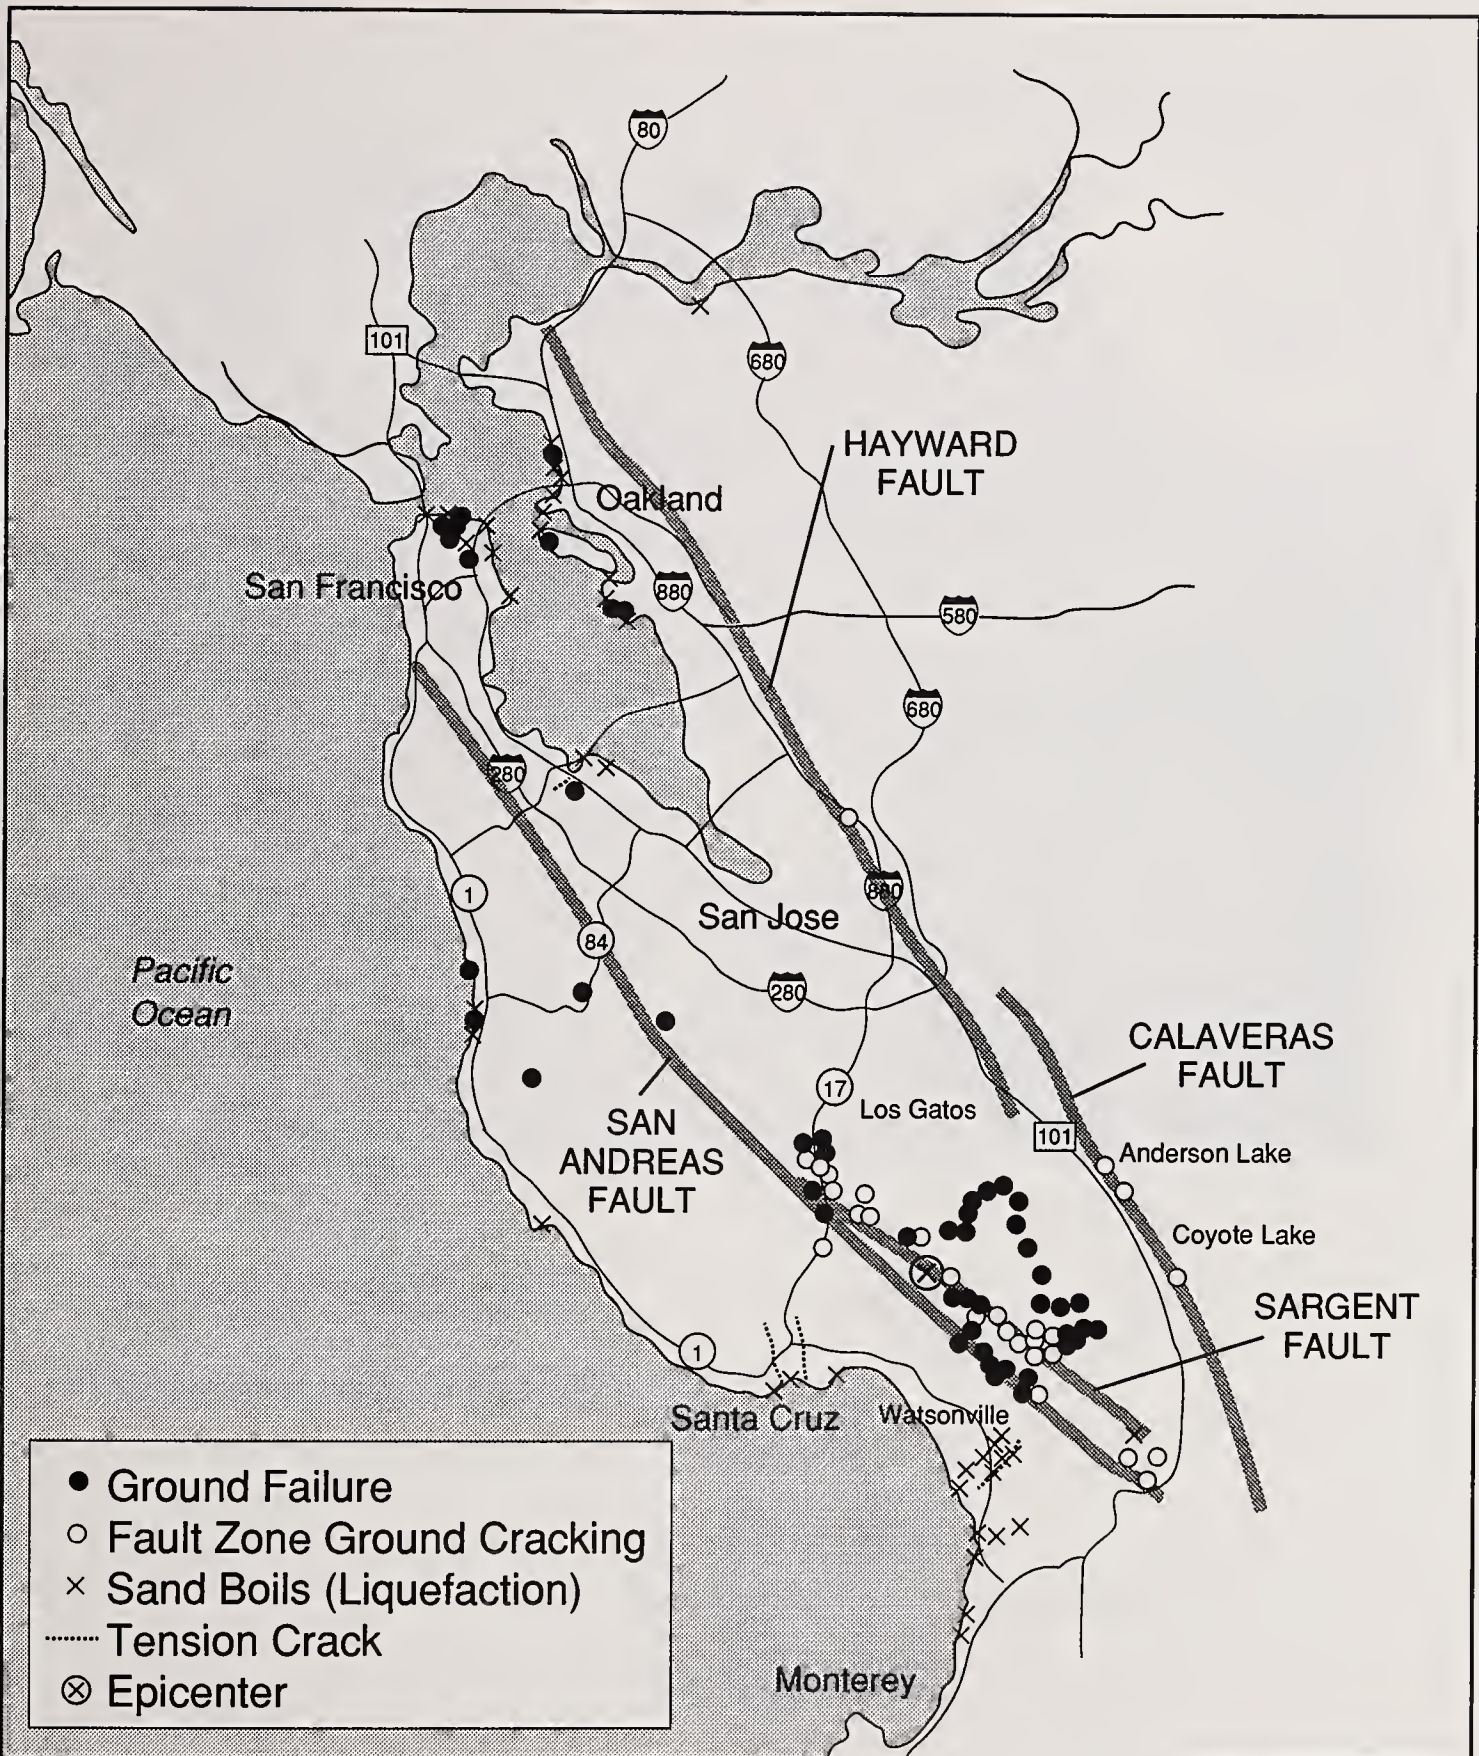 80
101
680
HAYWARD
FAULT
Oakland
San Francisco
880
580
680
280
1
880
San Jose
84
Pacific
Ocean
280
CALAVERAS
FAULT
17
Los Gatos
SAN
ANDREAS
FAULT
101
Anderson Lake
Coyote Lake
SARGENT
FAULT
1
Santa Cruz
Watsonville
Ground Failure
Fault Zone Ground Cracking
Sand Boils (Liquefaction)
Tension Crack
Epicenter
Monterey